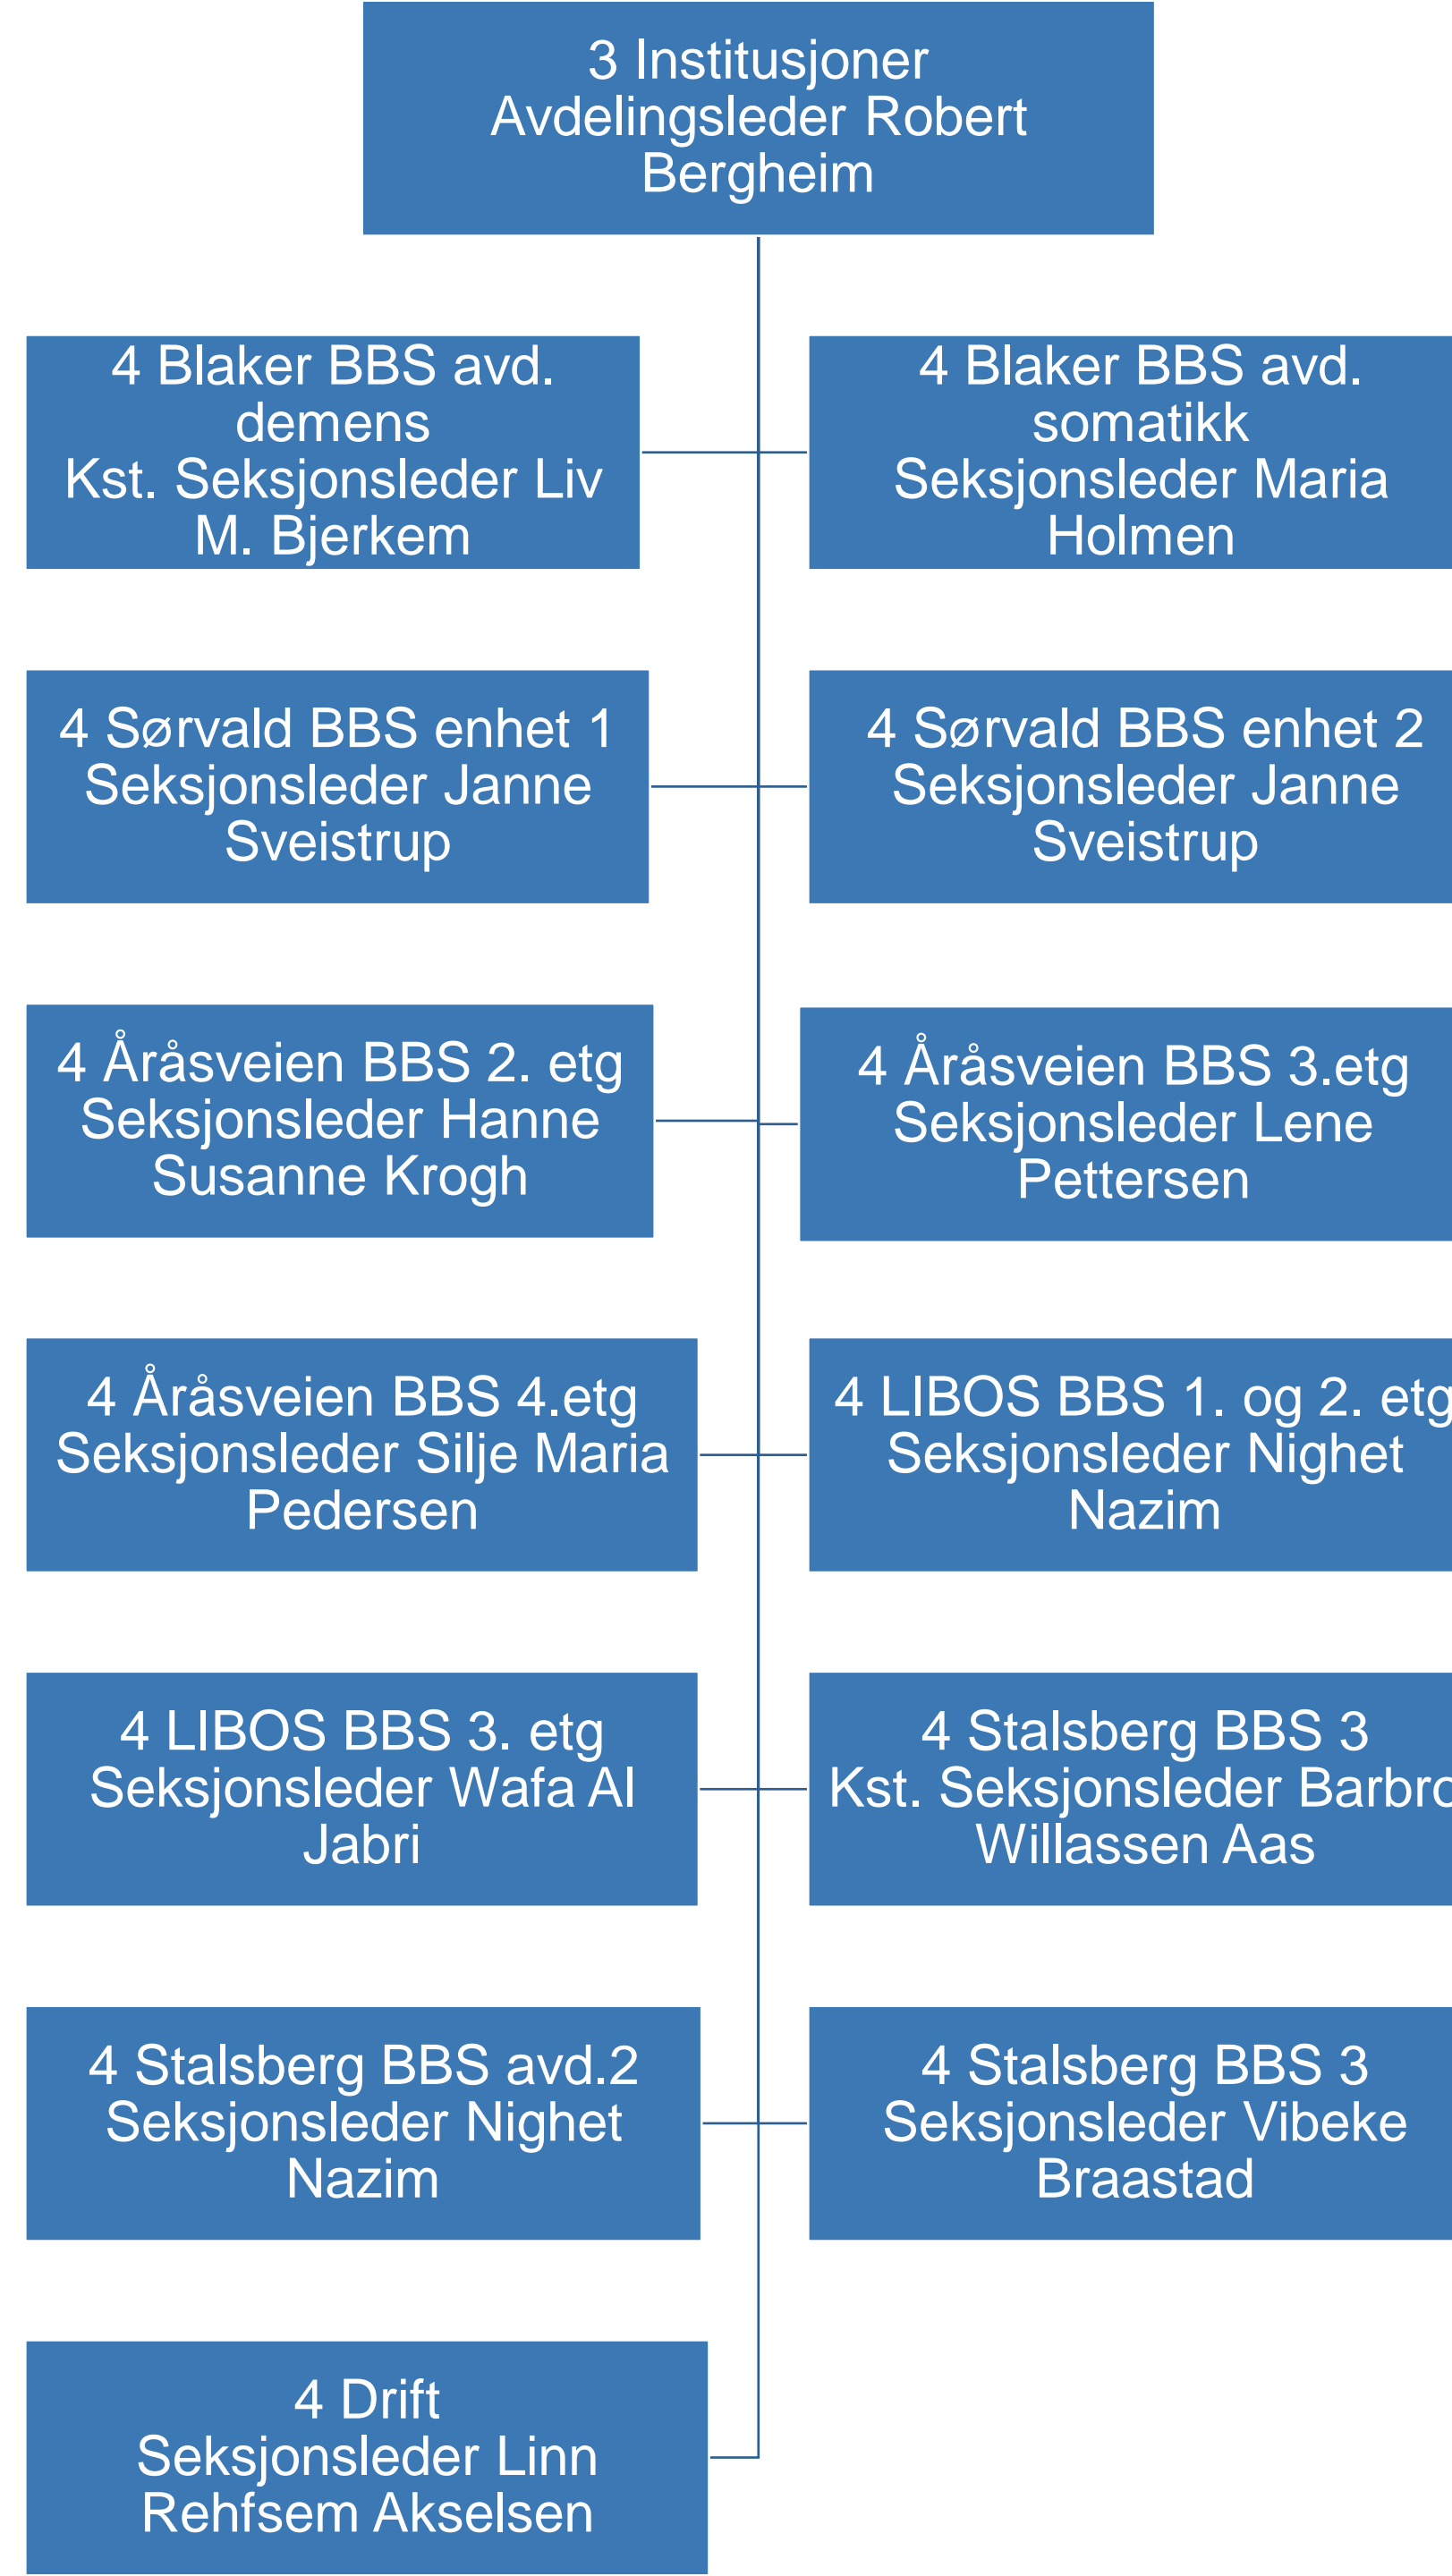 3 Institusjoner
Avdelingsleder Robert
Bergheim
4 Blaker BBS avd.
demens
Kst. Seksjonsleder Liv
M. Bjerkem
4 Blaker BBS avd.
somatikk
Seksjonsleder Maria
Holmen
4 Sørvald BBS enhet 1
Seksjonsleder Janne
Sveistrup
4 Sørvald BBS enhet 2
Seksjonsleder Janne
Sveistrup
4 Åråsveien BBS 2. etg
Seksjonsleder Hanne
Susanne Krogh
4 Åråsveien BBS 3.etg
Seksjonsleder Lene
Pettersen
4 Åråsveien BBS 4.etg
Seksjonsleder Silje Maria
Pedersen
4 LIBOS BBS 1. og 2. etg
Seksjonsleder Nighet
Nazim
4 LIBOS BBS 3. etg
Seksjonsleder Wafa Al
Jabri
4 Stalsberg BBS 3
Kst. Seksjonsleder Barbro
Willassen Aas
4 Stalsberg BBS avd.2
Seksjonsleder Nighet
Nazim
4 Stalsberg BBS 3
Seksjonsleder Vibeke
Braastad
4 Drift
Seksjonsleder Linn
Rehfsem Akselsen